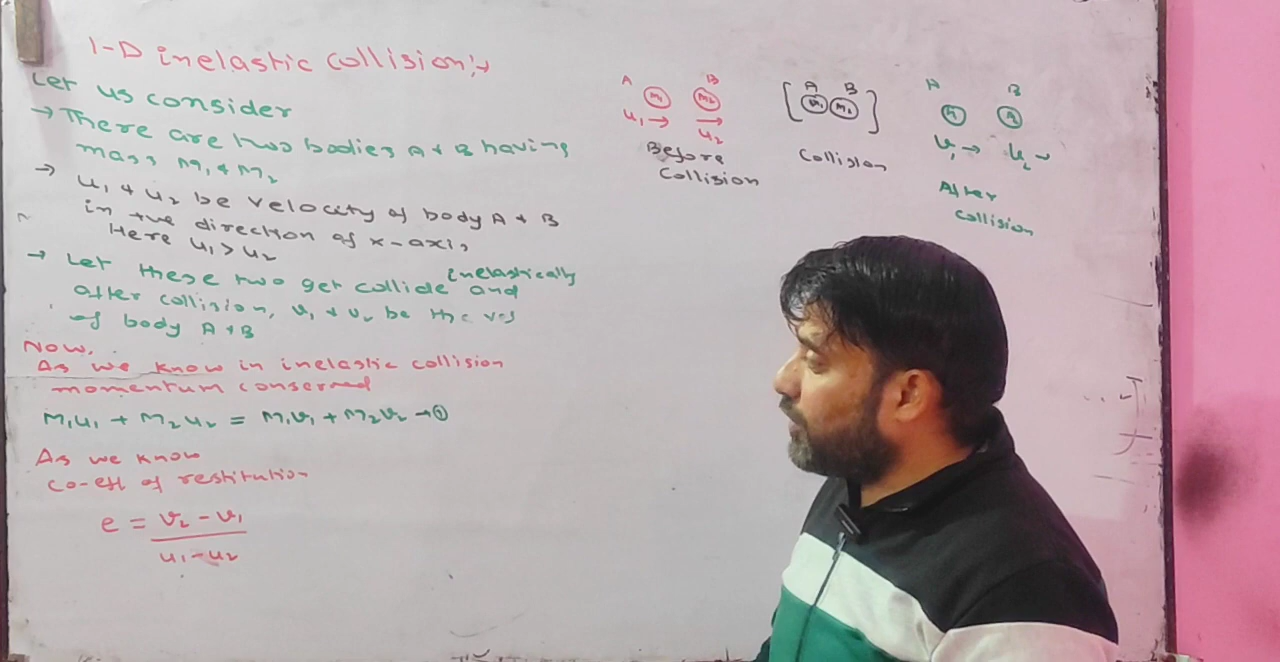 1-D inelastic collision:→
Let us consider
→ There are two bodies A & B having
mass M₁ & M₂
→ u₁ & u₂ be velocity of body A & B
in +ve direction of x-axis
Here u₁ > u₂
→ Let these two get collide inelastically and
after collision, v₁ & v₂ be the vel
of body A & B
Now,
As we know in inelastic collision
momentum conserved
M₁u₁ + M₂u₂ = M₁v₁ + M₂v₂ → ①
As we know
co-eff of restitution
e = v₂ - v₁
u₁ - u₂
A B
M₁ M₂
u₁ → →
u₂
Before
collision
[ A B ]
M₁ M₂
Collision
A B
v₁ →
After
collision